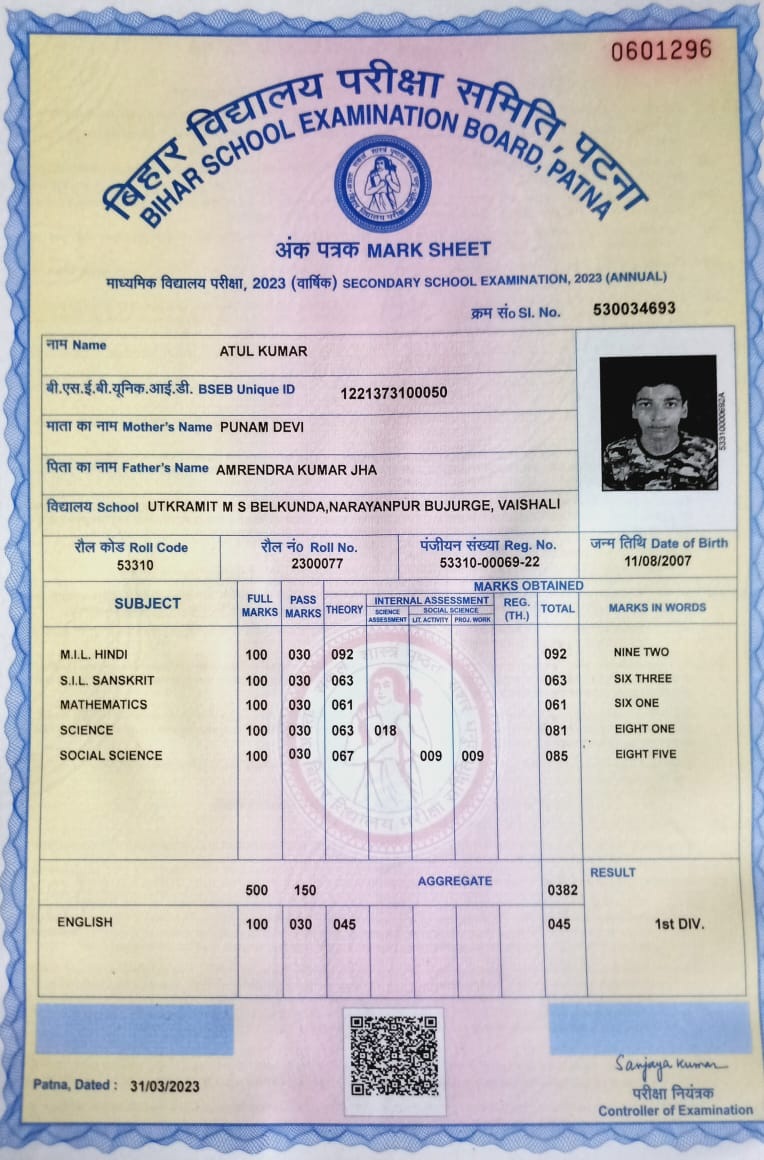 0601296
बिहार विद्यालय परीक्षा समिति, पटना
BIHAR SCHOOL EXAMINATION BOARD, PATNA
अंक पत्रक MARK SHEET
माध्यमिक विद्यालय परीक्षा, 2023 (वार्षिक) SECONDARY SCHOOL EXAMINATION, 2023 (ANNUAL)
क्रम सं० Sl. No. 530034693
नाम Name ATUL KUMAR
बी.एस.ई.बी.यूनिक.आई.डी. BSEB Unique ID 1221373100050
माता का नाम Mother's Name PUNAM DEVI
पिता का नाम Father's Name AMRENDRA KUMAR JHA
विद्यालय School UTKRAMIT M S BELKUNDA,NARAYANPUR BUJURGE, VAISHALI
रौल कोड Roll Code रौल नं० Roll No. पंजीयन संख्या Reg. No. जन्म तिथि Date of Birth
53310 2300077 53310-00069-22 11/08/2007
MARKS OBTAINED
SUBJECT FULL MARKS PASS MARKS THEORY INTERNAL ASSESSMENT REG. (TH.) TOTAL MARKS IN WORDS
SCIENCE ASSESSMENT SOCIAL SCIENCE
LIT. ACTIVITY PROJ. WORK
M.I.L. HINDI 100 030 092 092 NINE TWO
S.I.L. SANSKRIT 100 030 063 063 SIX THREE
MATHEMATICS 100 030 061 061 SIX ONE
SCIENCE 100 030 063 018 081 EIGHT ONE
SOCIAL SCIENCE 100 030 067 009 009 085 EIGHT FIVE
500 150 AGGREGATE 0382 RESULT
ENGLISH 100 030 045 045 1st DIV.
Patna, Dated : 31/03/2023
Sanjaya Kumar
परीक्षा नियंत्रक
Controller of Examination